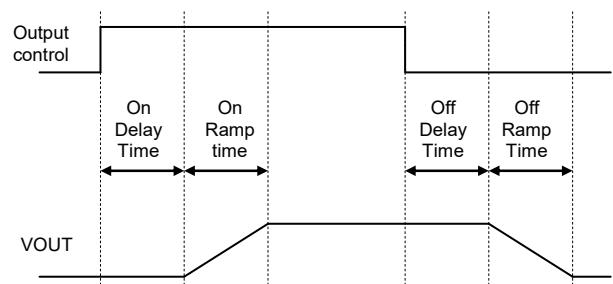 Output
control
On
Delay
Time
On
Ramp
time
Off
Delay
Time
Off
Ramp
Time
VOUT